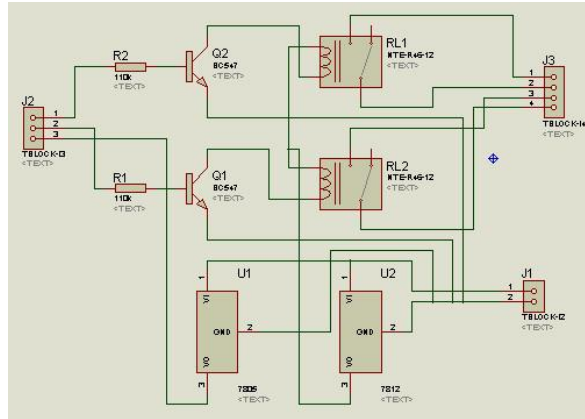 R2
110k
<TEXT>
Q2
BC547
<TEXT>
RL1
NTE-R46-12
<TEXT>
J3
1
2
3
4
TBLOCK-I4
<TEXT>
J2
1
2
3
TBLOCK-I3
<TEXT>
R1
110k
<TEXT>
Q1
BC547
<TEXT>
RL2
NTE-R46-12
<TEXT>
U1
1
VI
GND
2
VO
3
7805
<TEXT>
U2
1
VI
GND
2
VO
3
7812
<TEXT>
J1
1
2
TBLOCK-I2
<TEXT>